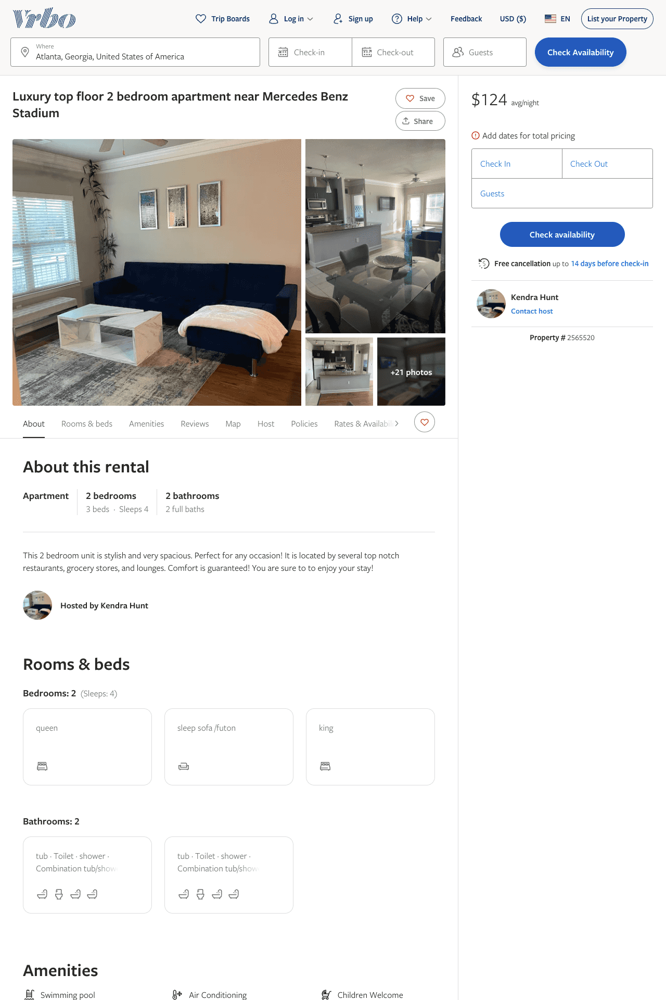 Vrbo
Trip Boards
Log in
Sign up
Help
Feedback
USD ($)
EN
List your Property
Where
Atlanta, Georgia, United States of America
Check-in
Check-out
Guests
Check Availability
Luxury top floor 2 bedroom apartment near Mercedes Benz
Stadium
Save
Share
+21 photos
$124 avg/night
Add dates for total pricing
Check In
Check Out
Guests
Check availability
Free cancellation up to 14 days before check-in
Kendra Hunt
Contact host
Property # 2565520
About
Rooms & beds
Amenities
Reviews
Map
Host
Policies
Rates & Availabili
About this rental
Apartment
2 bedrooms
3 beds · Sleeps 4
2 bathrooms
2 full baths
This 2 bedroom unit is stylish and very spacious. Perfect for any occasion! It is located by several top notch
restaurants, grocery stores, and lounges. Comfort is guaranteed! You are sure to to enjoy your stay!
Hosted by Kendra Hunt
Rooms & beds
Bedrooms: 2 (Sleeps: 4)
queen
sleep sofa /futon
king
Bathrooms: 2
tub · Toilet · shower ·
Combination tub/show
tub · Toilet · shower ·
Combination tub/show
Amenities
Swimming pool
Air Conditioning
Children Welcome